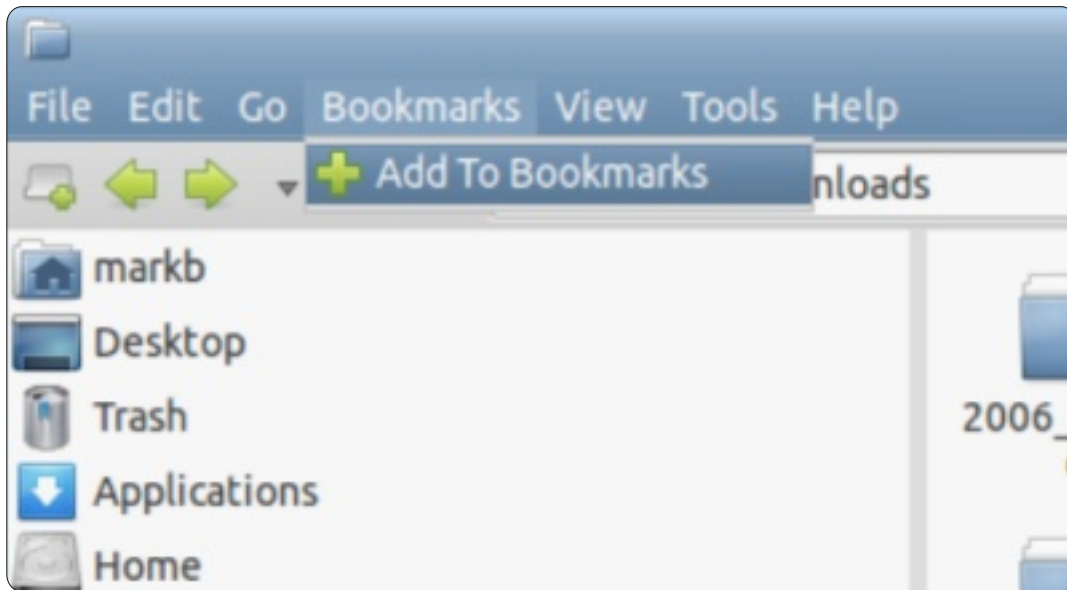 File Edit Go Bookmarks View Tools Help
Add To Bookmarks
nloads
markb
Desktop
Trash
Applications
Home
2006_